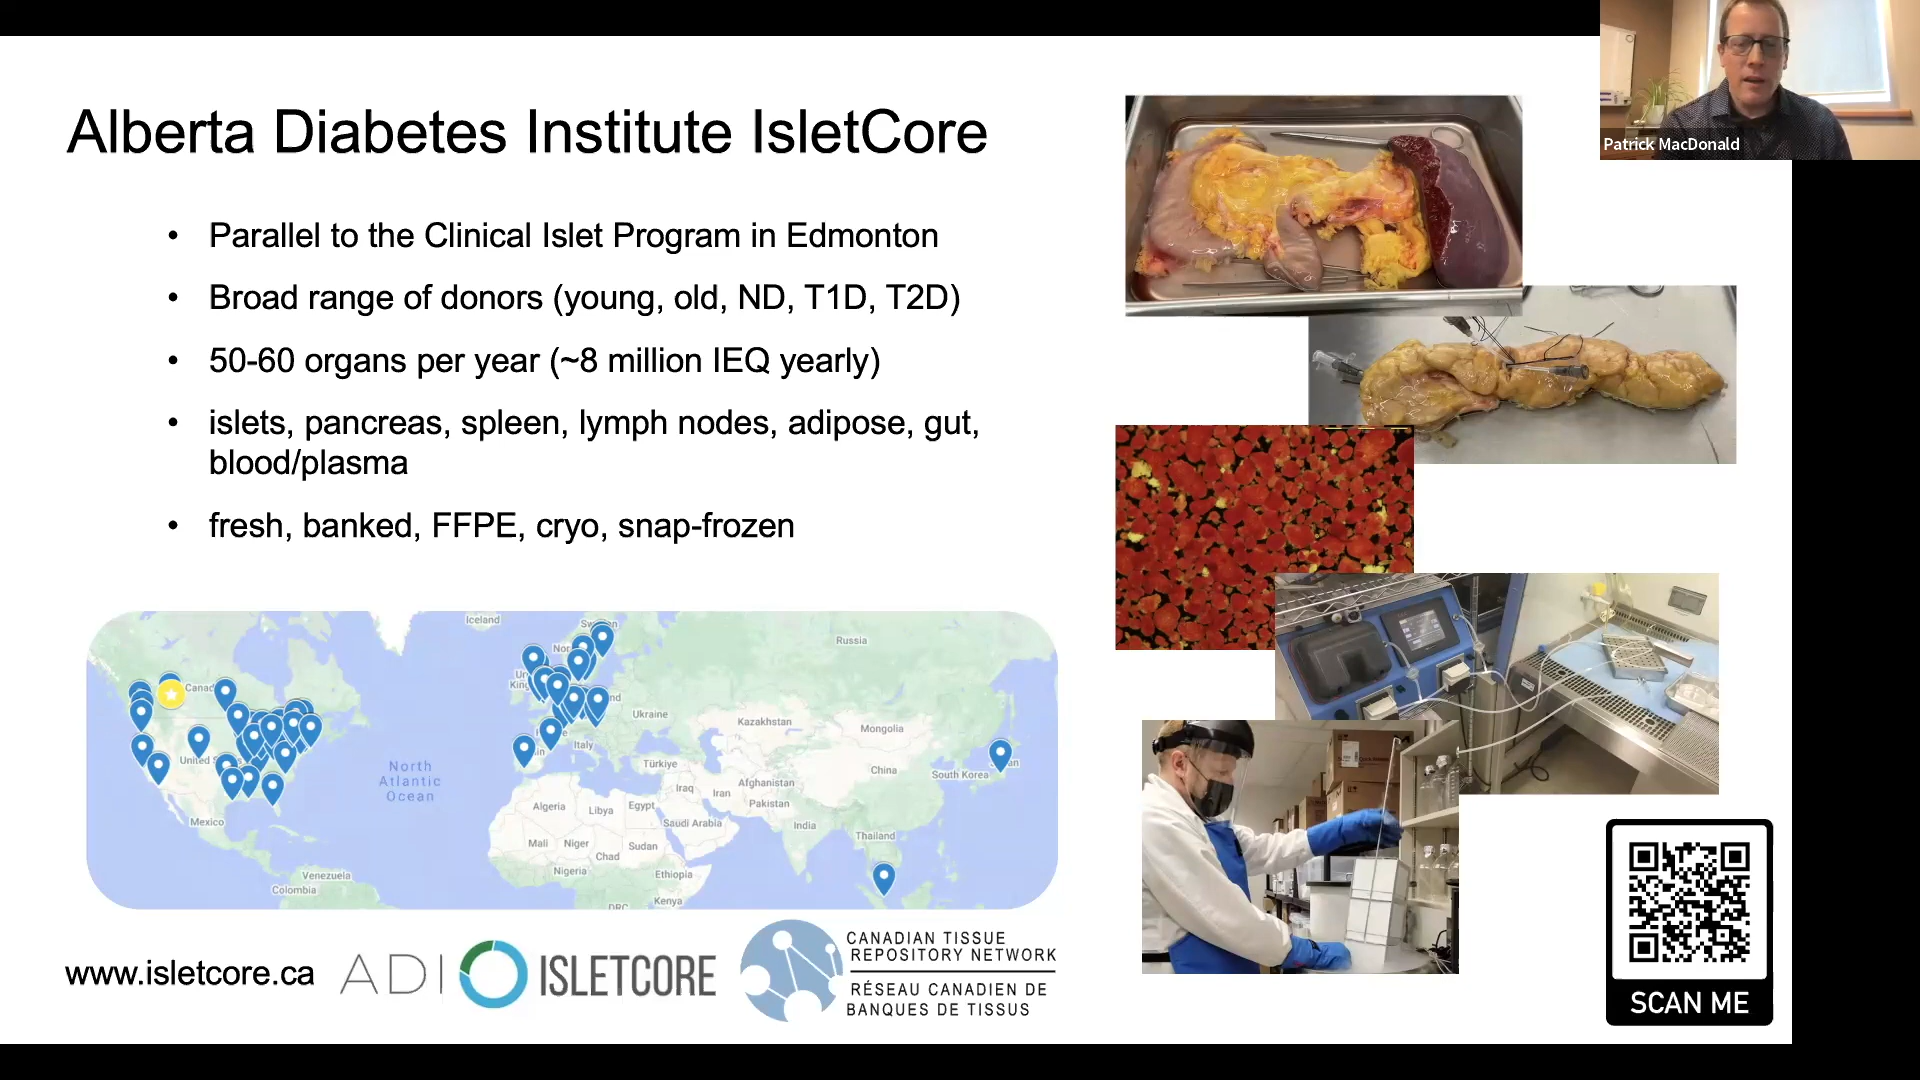 Patrick MacDonald
Alberta Diabetes Institute IsletCore
• Parallel to the Clinical Islet Program in Edmonton
• Broad range of donors (young, old, ND, T1D, T2D)
• 50-60 organs per year (~8 million IEQ yearly)
• islets, pancreas, spleen, lymph nodes, adipose, gut,
blood/plasma
• fresh, banked, FFPE, cryo, snap-frozen
Iceland
Russia
Ukraine
Kazakhstan
Mongolia
Italy
Türkiye
China
South Korea
North
Atlantic
Ocean
Afghanistan
Iraq
Iran
Pakistan
Algeria
Libya
Egypt
Saudi Arabia
India
Mexico
Thailand
Mali
Niger
Sudan
Chad
Nigeria
Ethiopia
Venezuela
Colombia
Kenya
DRC
www.isletcore.ca
ADI
ISLETCORE
CANADIAN TISSUE
REPOSITORY NETWORK
RÉSEAU CANADIEN DE
BANQUES DE TISSUS
SCAN ME